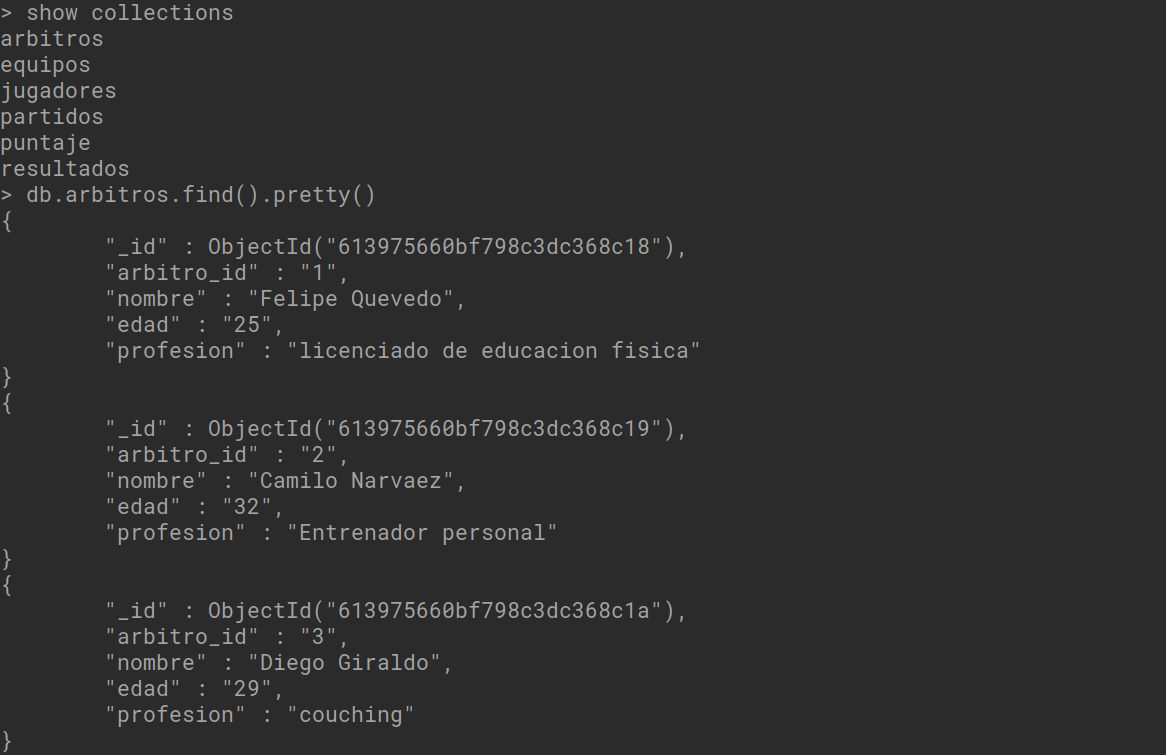 > show collections
arbitros
equipos
jugadores
partidos
puntaje
resultados
> db.arbitros.find().pretty()
{
        "_id" : ObjectId("613975660bf798c3dc368c18"),
        "arbitro_id" : "1",
        "nombre" : "Felipe Quevedo",
        "edad" : "25",
        "profesion" : "licenciado de educacion fisica"
}
{
        "_id" : ObjectId("613975660bf798c3dc368c19"),
        "arbitro_id" : "2",
        "nombre" : "Camilo Narvaez",
        "edad" : "32",
        "profesion" : "Entrenador personal"
}
{
        "_id" : ObjectId("613975660bf798c3dc368c1a"),
        "arbitro_id" : "3",
        "nombre" : "Diego Giraldo",
        "edad" : "29",
        "profesion" : "couching"
}